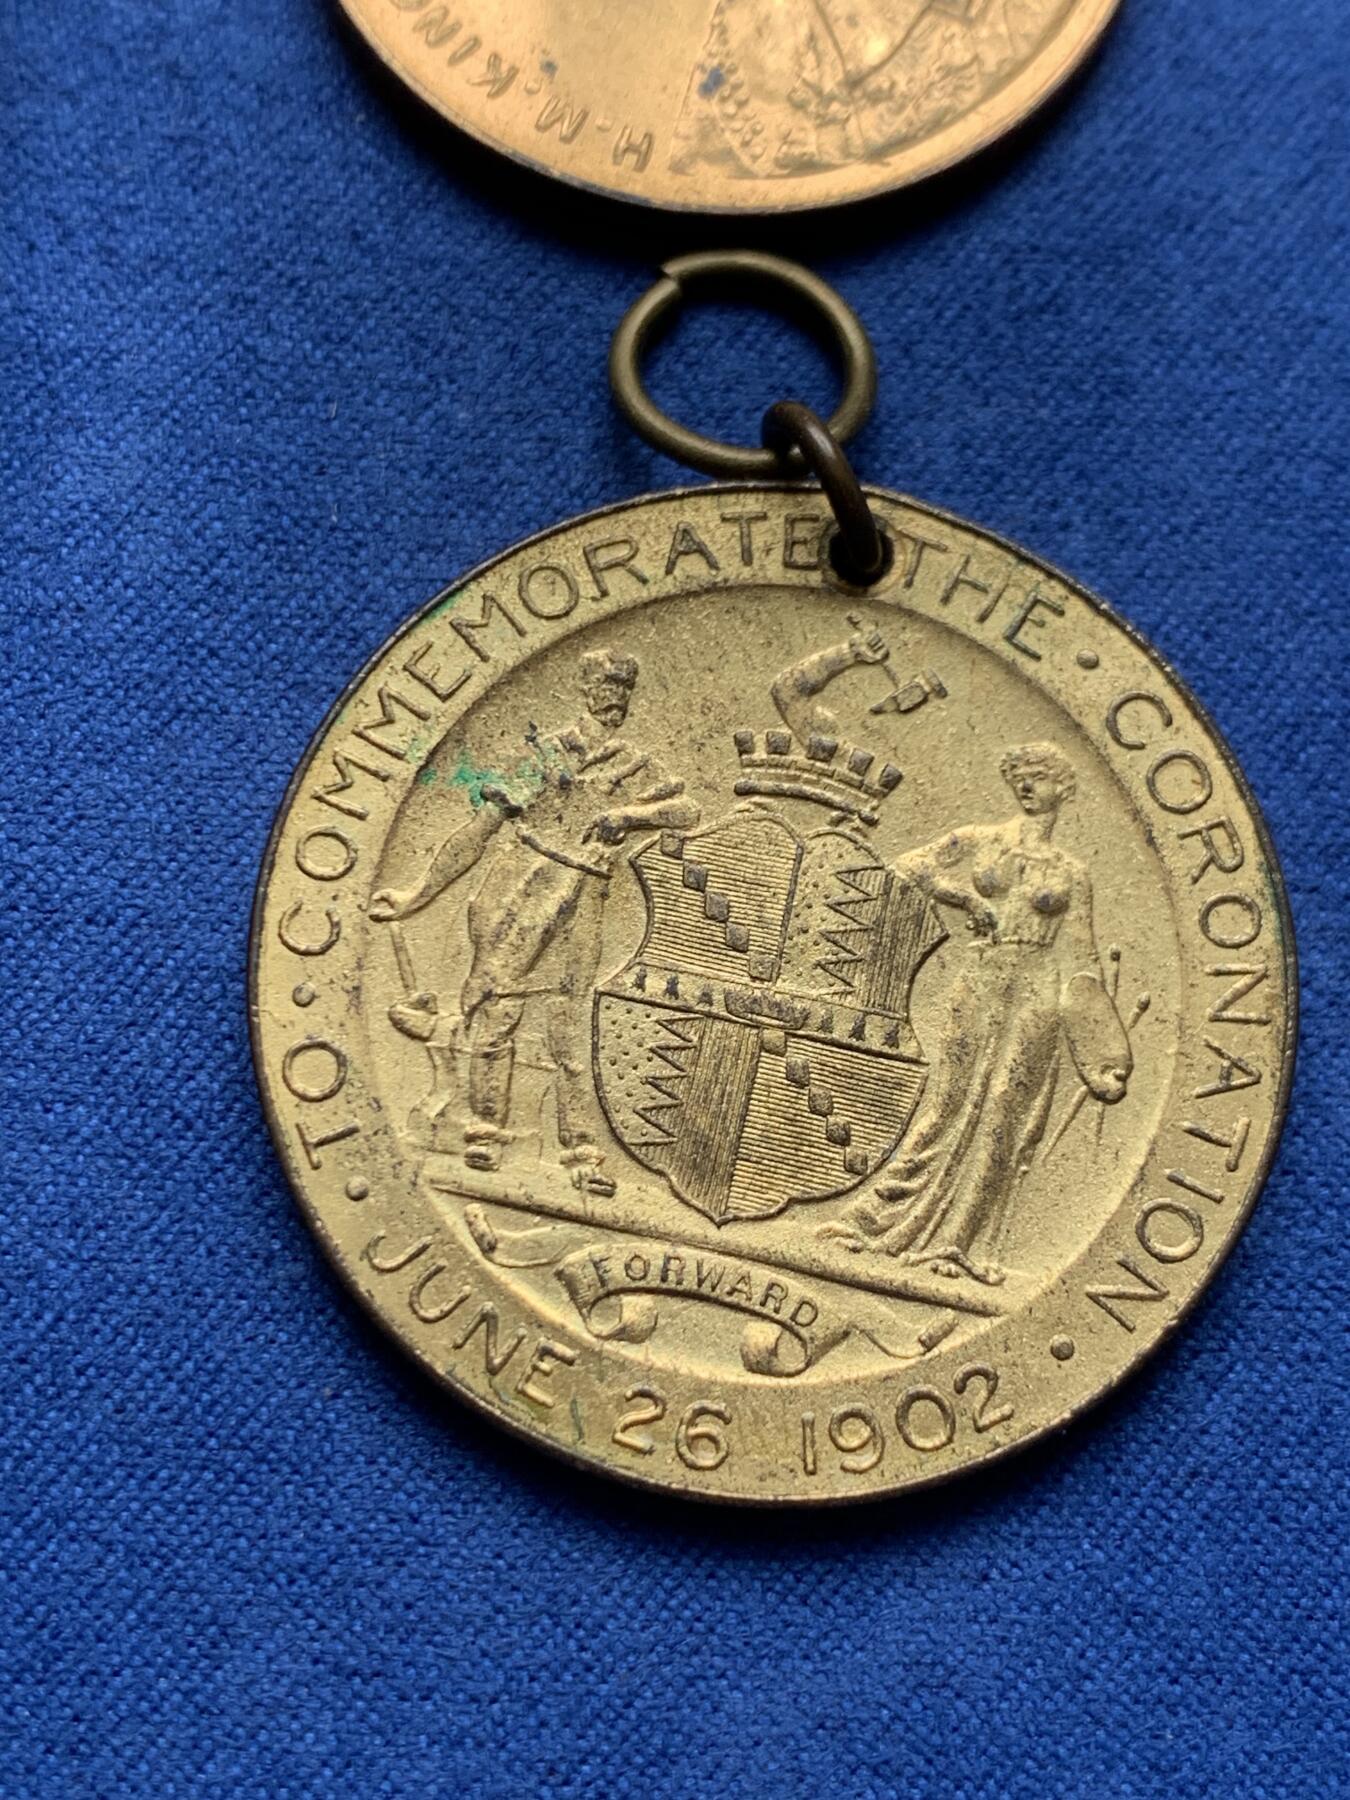 H.M.KING
TO • COMMEMORATE THE • CORONATION •
JUNE 26 1902 •
FORWARD